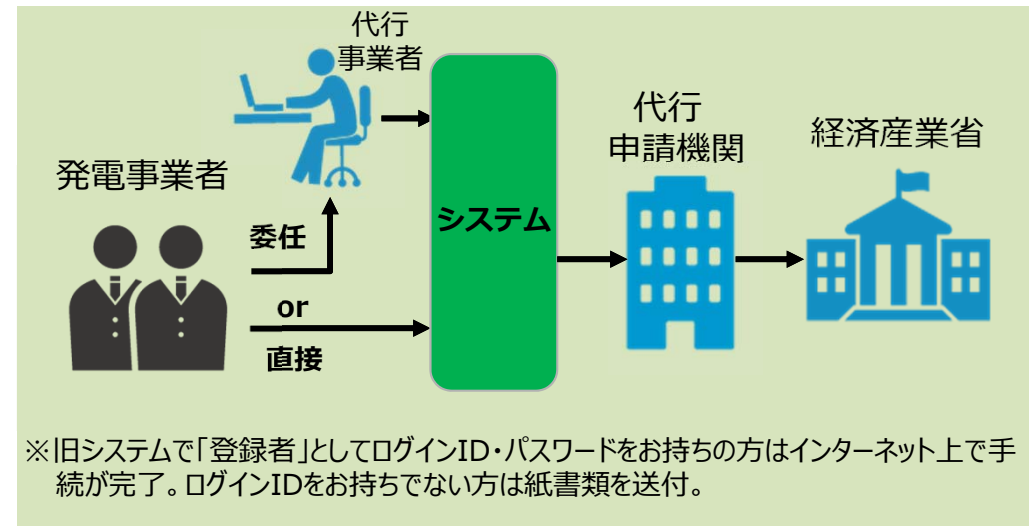 代行
事業者
発電事業者
委任
or
直接
システム
代行
申請機関
経済産業省
※旧システムで「登録者」としてログインID・パスワードをお持ちの方はインターネット上で手
続が完了。ログインIDをお持ちでない方は紙書類を送付。